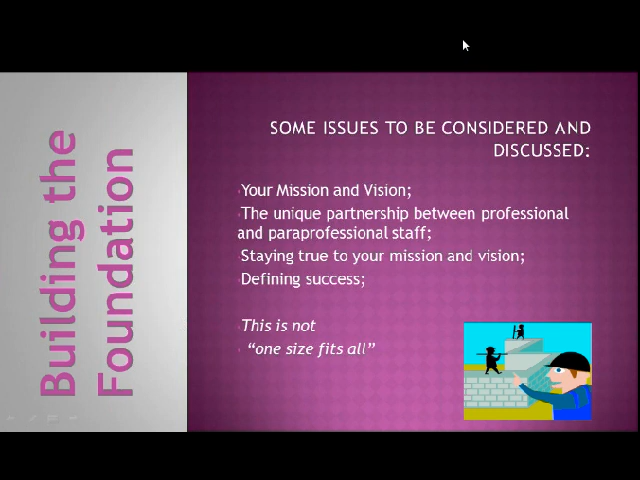 Building the
Foundation
SOME ISSUES TO BE CONSIDERED AND
DISCUSSED:
Your Mission and Vision;
The unique partnership between professional
and paraprofessional staff;
Staying true to your mission and vision;
Defining success;
This is not
“one size fits all”